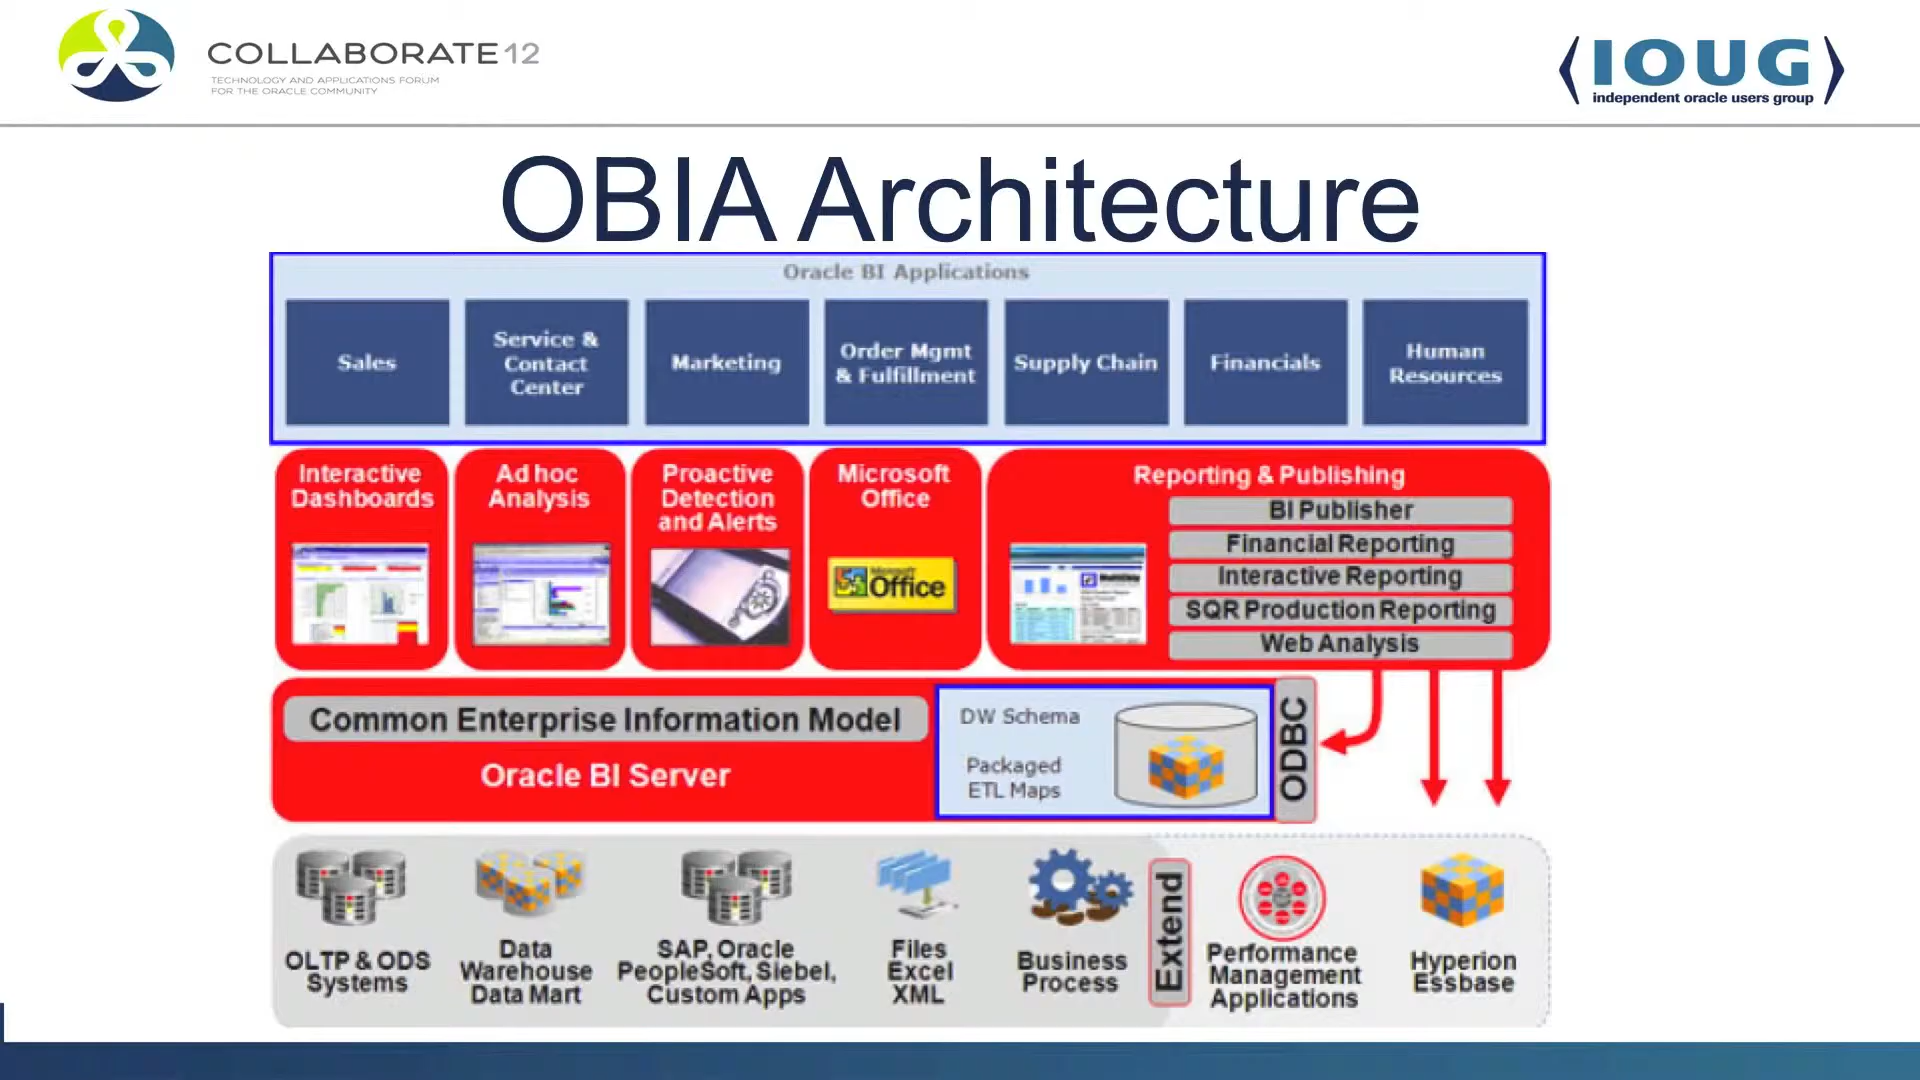 COLLABORATE12
TECHNOLOGY AND APPLICATIONS FORUM
FOR THE ORACLE COMMUNITY
IOUG
independent oracle users group
OBIA Architecture
Oracle BI Applications
Sales
Service &
Contact
Center
Marketing
Order Mgmt
& Fulfillment
Supply Chain
Financials
Human
Resources
Interactive
Dashboards
Ad hoc
Analysis
Proactive
Detection
and Alerts
Microsoft
Office
Microsoft
Office
Reporting & Publishing
BI Publisher
Financial Reporting
Interactive Reporting
SQR Production Reporting
Web Analysis
Common Enterprise Information Model
Oracle BI Server
DW Schema
Packaged
ETL Maps
ODBC
OLTP & ODS
Systems
Data
Warehouse
Data Mart
SAP, Oracle
PeopleSoft, Siebel,
Custom Apps
Files
Excel
XML
Business
Process
Extend
Performance
Management
Applications
Hyperion
Essbase